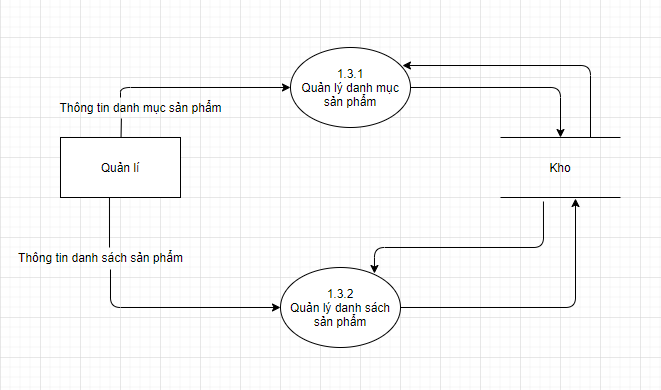 1.3.1
Quản lý danh mục
sản phẩm
Thông tin danh mục sản phẩm
Quản lí
Kho
Thông tin danh sách sản phẩm
1.3.2
Quản lý danh sách
sản phẩm